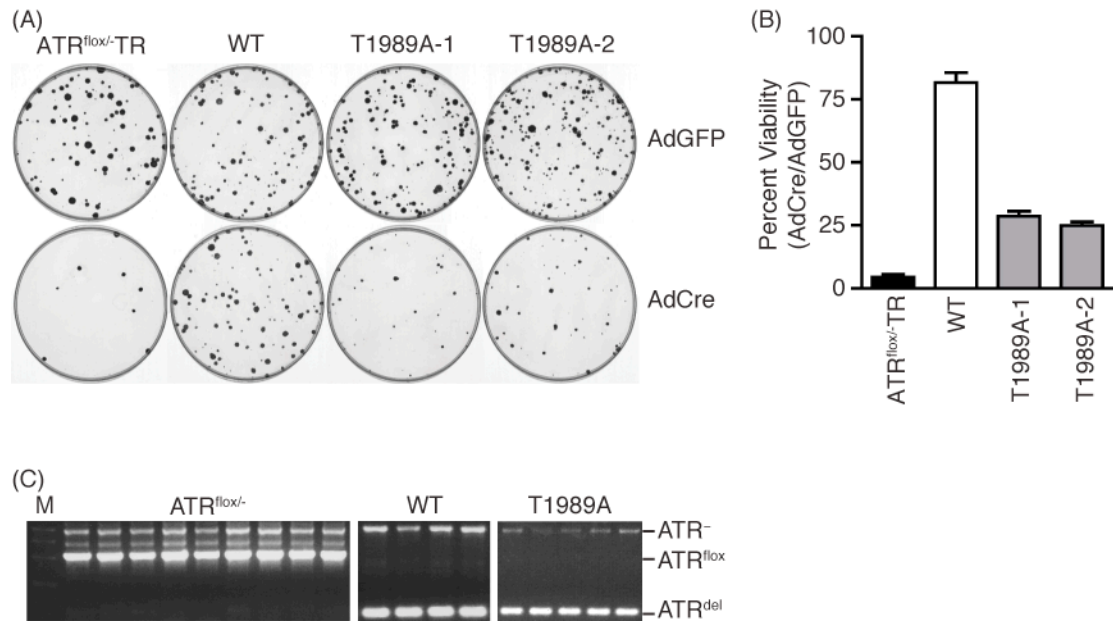 (A)
ATRflox/-TR WT T1989A-1 T1989A-2
AdGFP
AdCre
(B)
Percent Viability
(AdCre/AdGFP)
100
75
50
25
0
ATRflox/-TR
WT
T1989A-1
T1989A-2
(C)
M ATRflox/- WT T1989A
ATR−
ATRflox
ATRdel